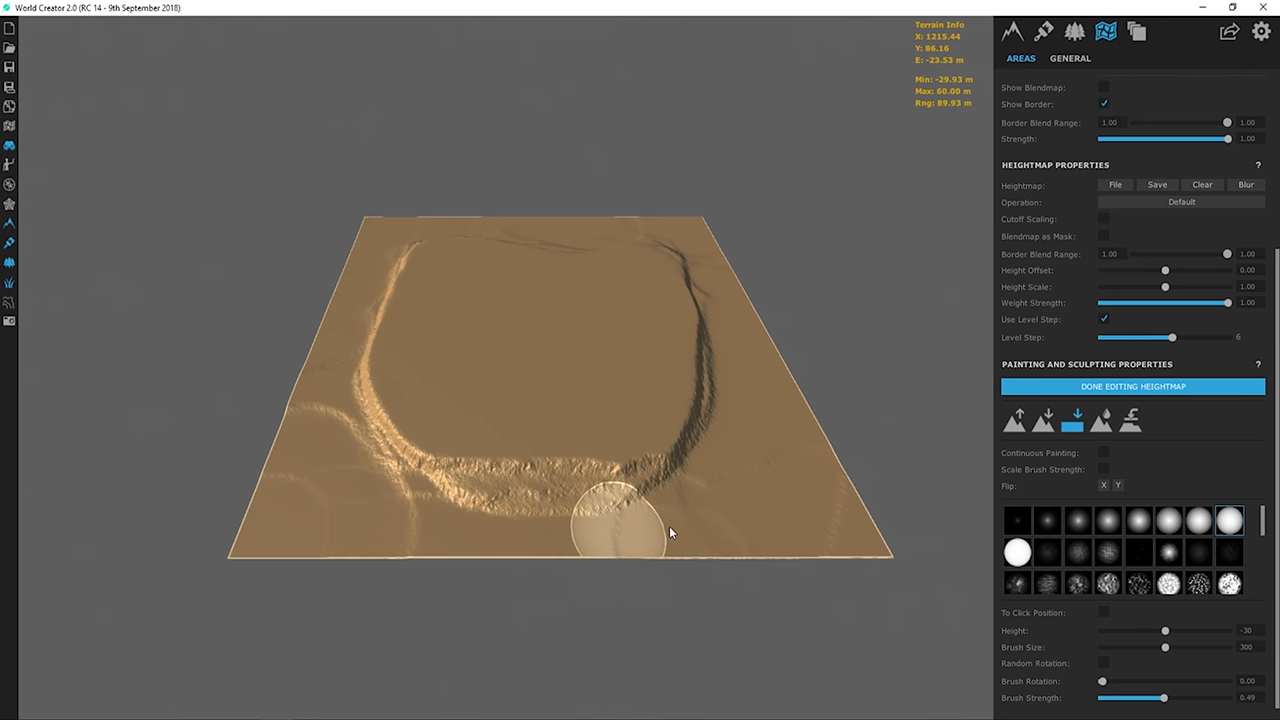 World Creator 2.0 (RC 14 - 9th September 2018)
Terrain Info
X: 1215.44
Y: 86.16
E: -23.53 m
Min: -29.93 m
Max: 60.00 m
Rng: 89.93 m
AREAS GENERAL
Show Blendmap:
Show Border:
Border Blend Range: 1.00 1.00
Strength: 1.00
HEIGHTMAP PROPERTIES ?
Heightmap: File Save Clear Blur
Operation: Default
Cutoff Scaling:
Blendmap as Mask:
Border Blend Range: 1.00 1.00
Height Offset: 0.00
Height Scale: 1.00
Weight Strength: 1.00
Use Level Step:
Level Step: 6
PAINTING AND SCULPTING PROPERTIES ?
DONE EDITING HEIGHTMAP
Continuous Painting:
Scale Brush Strength:
Flip: X Y
To Click Position:
Height: -30
Brush Size: 300
Random Rotation:
Brush Rotation: 0.00
Brush Strength: 0.49